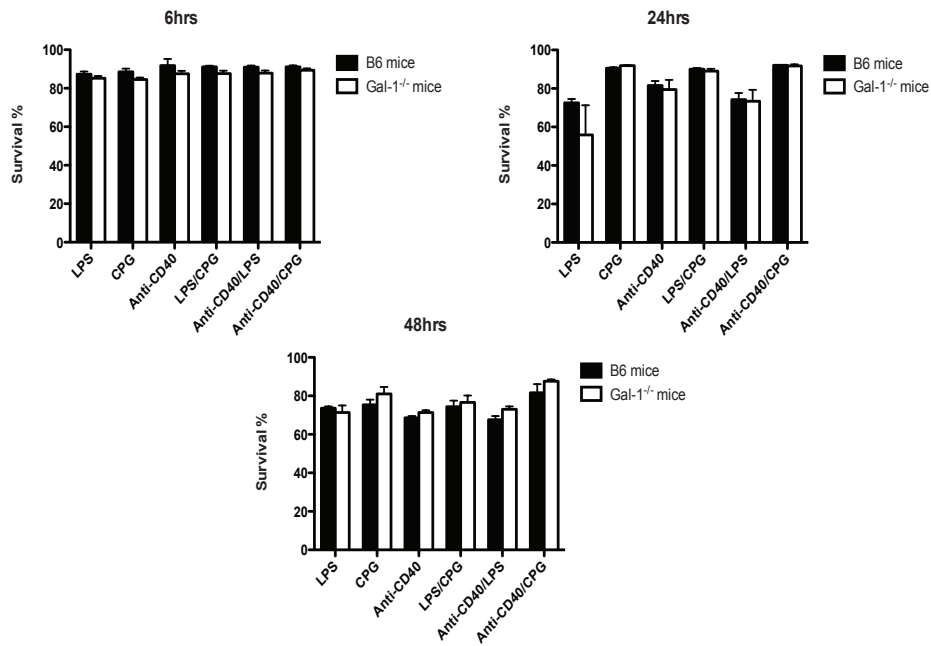 6hrs
100
80
60
40
20
0
Survival %
LPS
CPG
Anti-CD40
LPS/CPG
Anti-CD40/LPS
Anti-CD40/CPG
B6 mice
Gal-1-/- mice
24hrs
100
80
60
40
20
0
Survival %
LPS
CPG
Anti-CD40
LPS/CPG
Anti-CD40/LPS
Anti-CD40/CPG
B6 mice
Gal-1-/- mice
48hrs
100
80
60
40
20
0
Survival %
LPS
CPG
Anti-CD40
LPS/CPG
Anti-CD40/LPS
Anti-CD40/CPG
B6 mice
Gal-1-/- mice